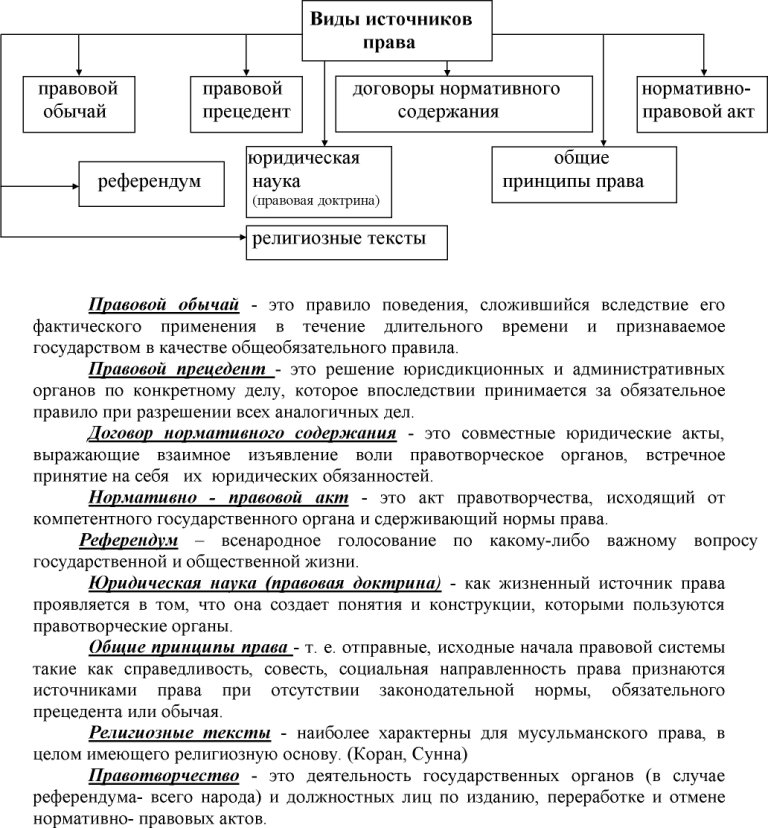 Виды источников
права
правовой
обычай
правовой
прецедент
договоры нормативного
содержания
нормативно-
правовой акт
референдум
юридическая
наука
(правовая доктрина)
общие
принципы права
религиозные тексты
Правовой обычай - это правило поведения, сложившийся вследствие его
фактического применения в течение длительного времени и признаваемое
государством в качестве общеобязательного правила.
Правовой прецедент - это решение юрисдикционных и административных
органов по конкретному делу, которое впоследствии принимается за обязательное
правило при разрешении всех аналогичных дел.
Договор нормативного содержания - это совместные юридические акты,
выражающие взаимное изъявление воли правотворческое органов, встречное
принятие на себя их юридических обязанностей.
Нормативно - правовой акт - это акт правотворчества, исходящий от
компетентного государственного органа и сдерживающий нормы права.
Референдум – всенародное голосование по какому-либо важному вопросу
государственной и общественной жизни.
Юридическая наука (правовая доктрина) - как жизненный источник права
проявляется в том, что она создает понятия и конструкции, которыми пользуются
правотворческие органы.
Общие принципы права - т. е. отправные, исходные начала правовой системы
такие как справедливость, совесть, социальная направленность права признаются
источниками права при отсутствии законодательной нормы, обязательного
прецедента или обычая.
Религиозные тексты - наиболее характерны для мусульманского права, в
целом имеющего религиозную основу. (Коран, Сунна)
Правотворчество - это деятельность государственных органов (в случае
референдума- всего народа) и должностных лиц по изданию, переработке и отмене
нормативно- правовых актов.